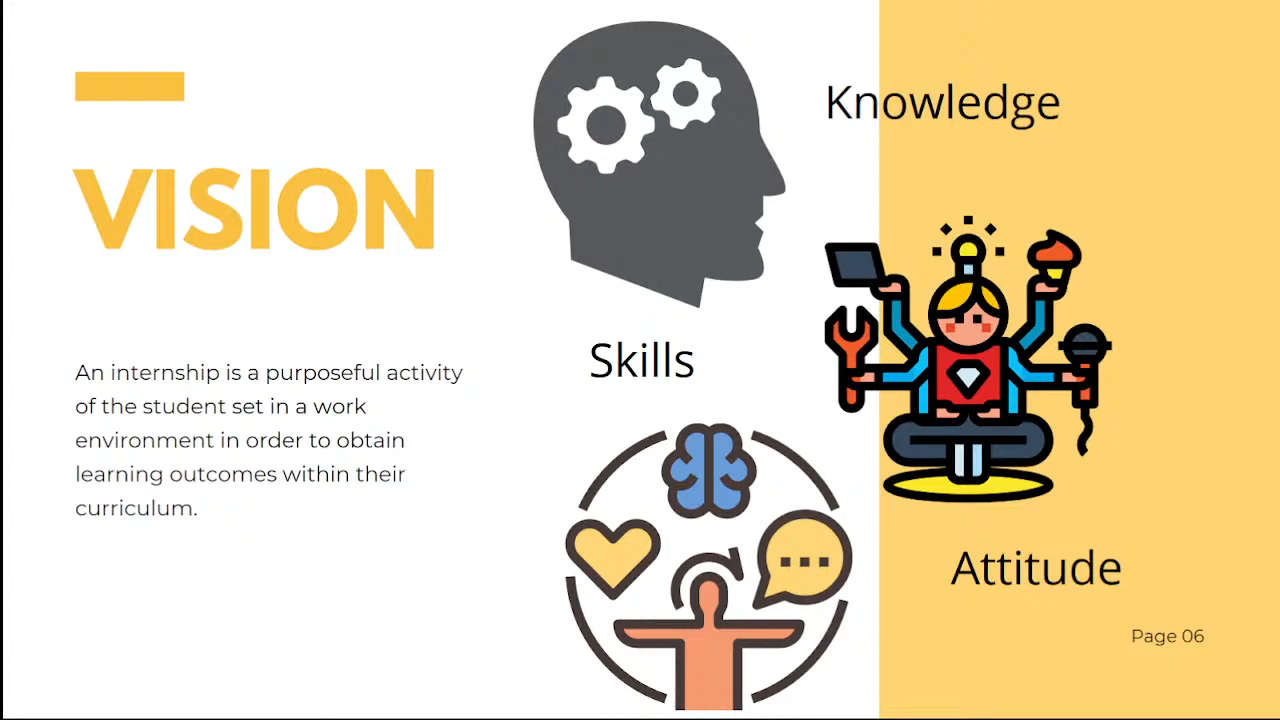 VISION
An internship is a purposeful activity
of the student set in a work
environment in order to obtain
learning outcomes within their
curriculum.
Knowledge
Skills
Attitude
Page 06